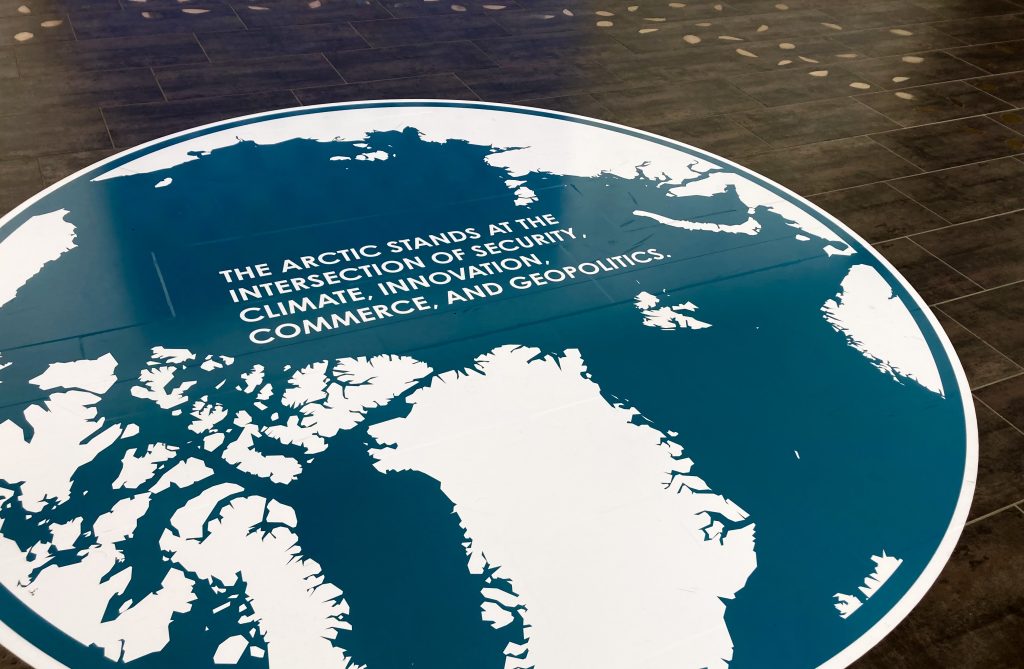 THE ARCTIC STANDS AT THE
INTERSECTION OF SECURITY,
CLIMATE, INNOVATION,
COMMERCE, AND GEOPOLITICS.